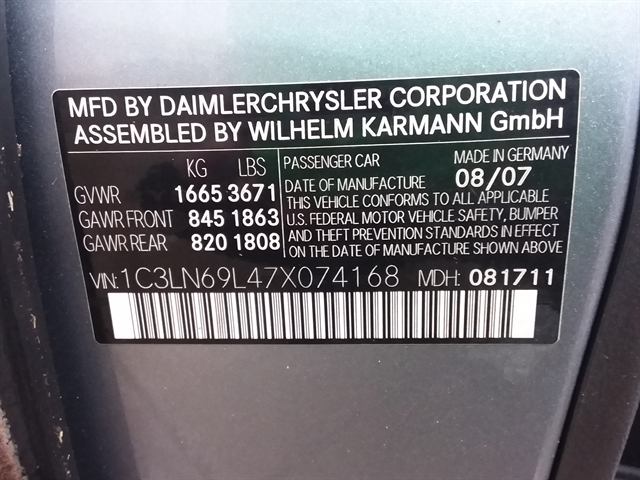 MFD BY DAIMLERCHRYSLER CORPORATION
ASSEMBLED BY WILHELM KARMANN GmbH
KG LBS
GVWR 1665 3671
GAWR FRONT 845 1863
GAWR REAR 820 1808
PASSENGER CAR MADE IN GERMANY
DATE OF MANUFACTURE 08/07
THIS VEHICLE CONFORMS TO ALL APPLICABLE
U.S. FEDERAL MOTOR VEHICLE SAFETY, BUMPER
AND THEFT PREVENTION STANDARDS IN EFFECT
ON THE DATE OF MANUFACTURE SHOWN ABOVE.
VIN: 1C3LN69L47X074168 MDH: 081711